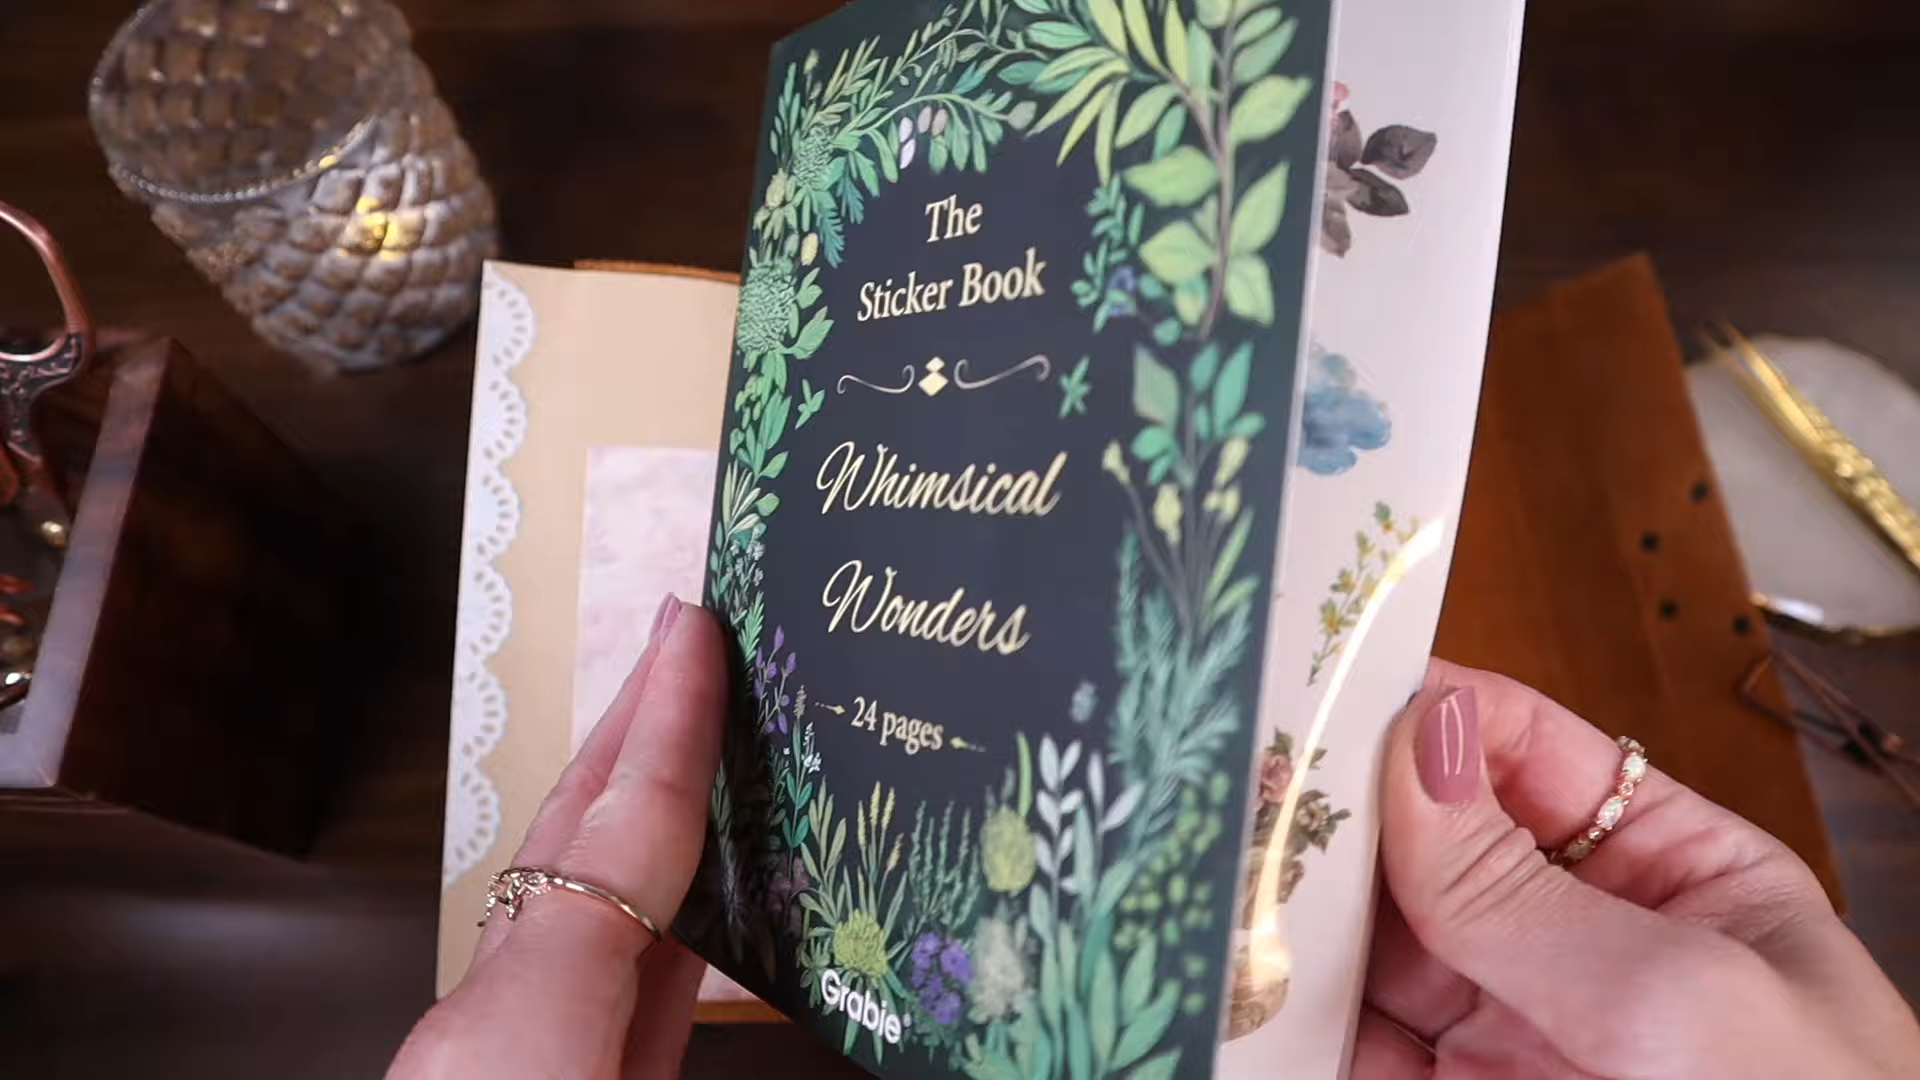 The
Sticker Book
Whimsical
Wonders
24 pages
Grabie®